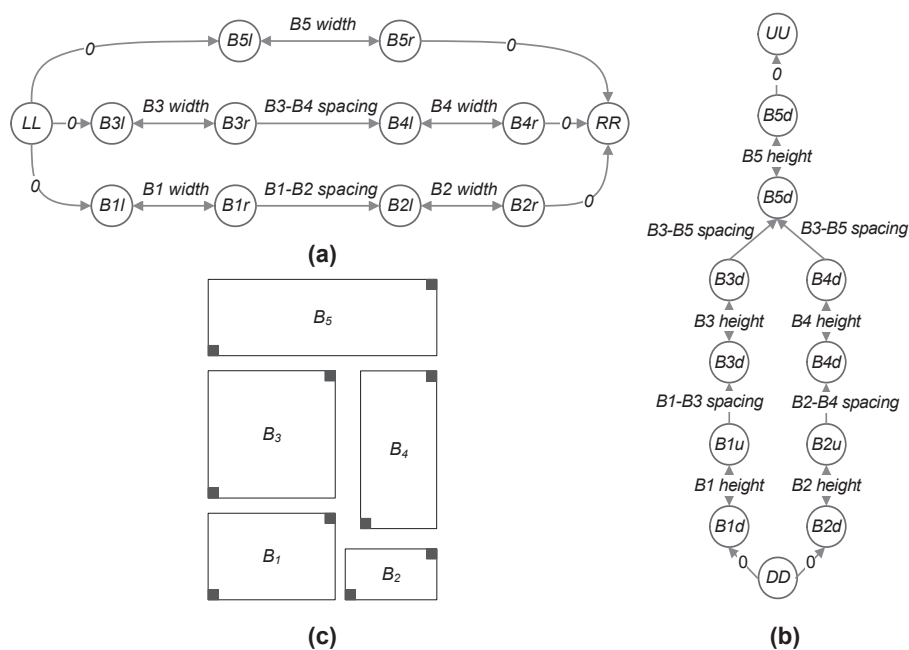 B5 width
B5l
B5r
0
0
B3 width
B3-B4 spacing
B4 width
LL
0
B3l
B3r
B4l
B4r
0
RR
0
B1 width
B1-B2 spacing
B2 width
B1l
B1r
B2l
B2r
0
(a)
UU
0
B5d
B5 height
B5d
B3-B5 spacing
B3-B5 spacing
B3d
B4d
B3 height
B4 height
B3d
B4d
B1-B3 spacing
B2-B4 spacing
B1u
B2u
B1 height
B2 height
B1d
B2d
0
0
DD
(b)
B5
B3
B4
B1
B2
(c)